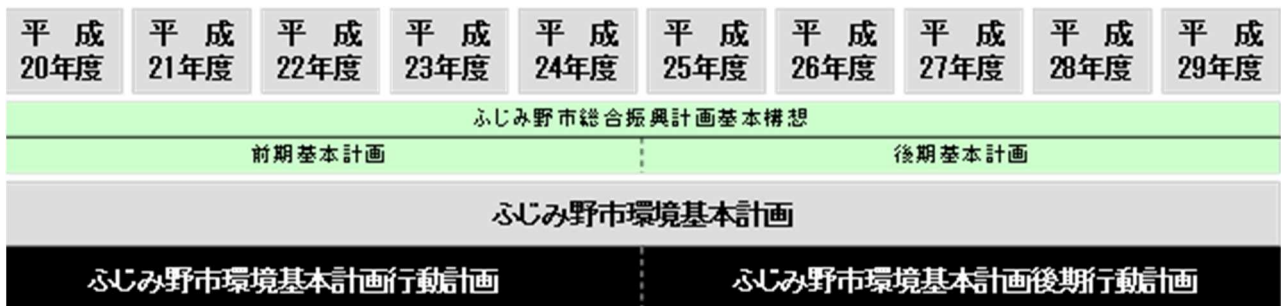 平成 20年度 平成 21年度 平成 22年度 平成 23年度 平成 24年度 平成 25年度 平成 26年度 平成 27年度 平成 28年度 平成 29年度
ふじみ野市総合振興計画基本構想
前期基本計画 後期基本計画
ふじみ野市環境基本計画
ふじみ野市環境基本計画行動計画 ふじみ野市環境基本計画後期行動計画